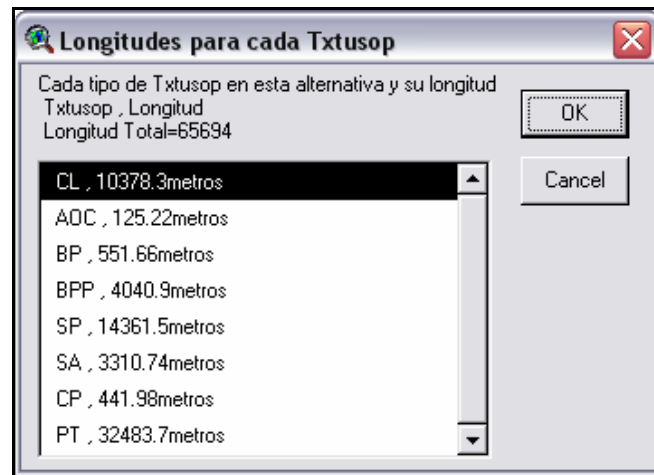 Longitudes para cada Txtusop
Cada tipo de Txtusop en esta alternativa y su longitud
Txtusop , Longitud
Longitud Total=65694
OK
Cancel
CL , 10378.3metros
AOC , 125.22metros
BP , 551.66metros
BPP , 4040.9metros
SP , 14361.5metros
SA , 3310.74metros
CP , 441.98metros
PT , 32483.7metros